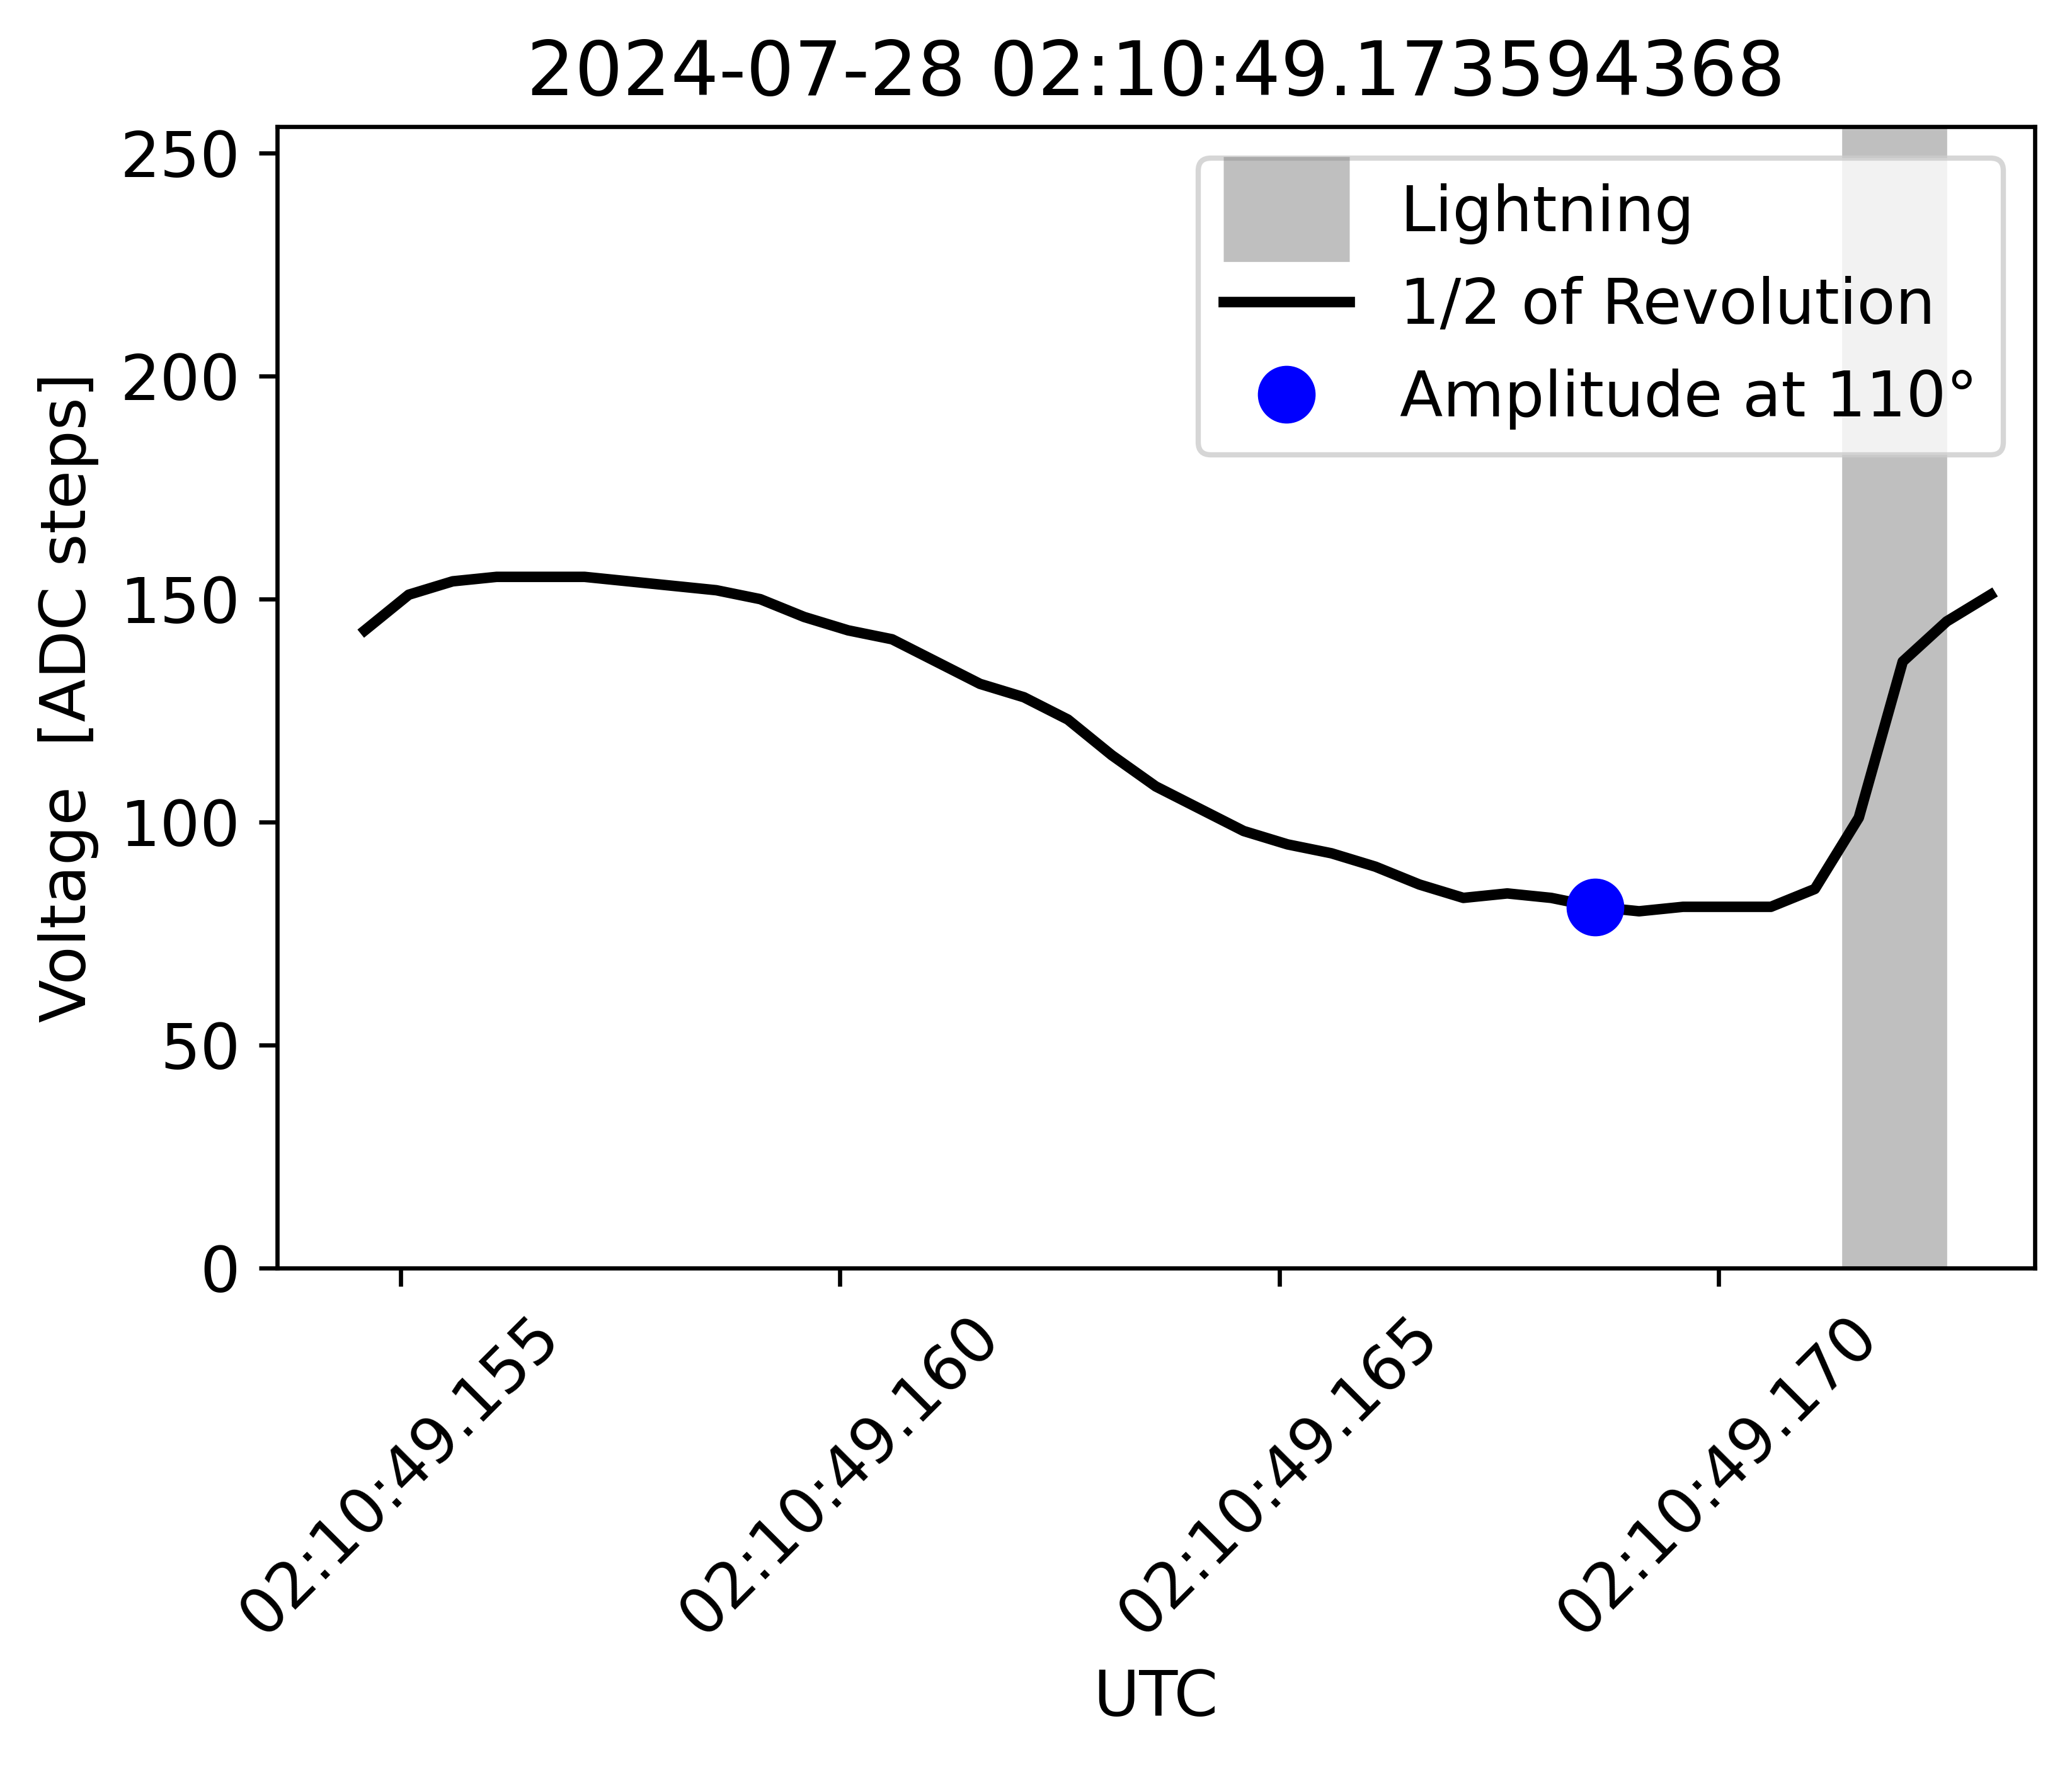 2024-07-28 02:10:49.173594368
Lightning
1/2 of Revolution
Amplitude at 110°
250
200
150
100
50
0
Voltage [ADC steps]
02:10:49.155
02:10:49.160
02:10:49.165
02:10:49.170
UTC